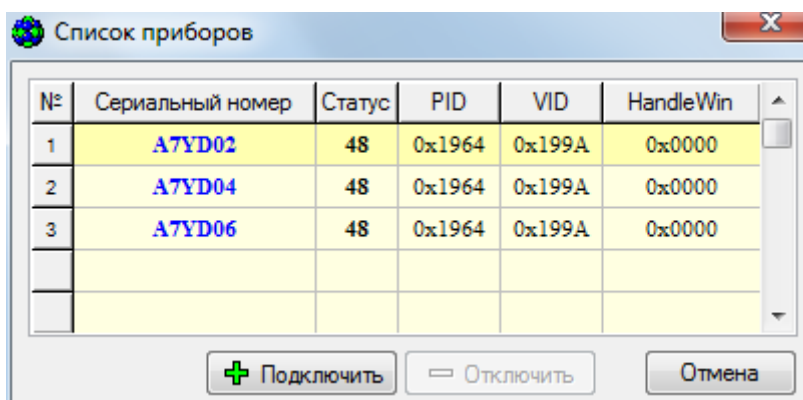 Список приборов
№ Сериальный номер Статус PID VID HandleWin
1 A7YD02 48 0x1964 0x199A 0x0000
2 A7YD04 48 0x1964 0x199A 0x0000
3 A7YD06 48 0x1964 0x199A 0x0000
Подключить Отключить Отмена